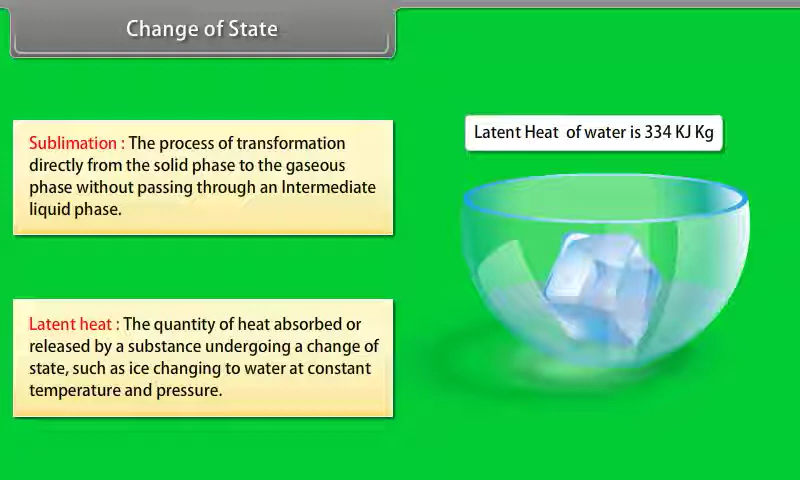 Change of State
Sublimation : The process of transformation
directly from the solid phase to the gaseous
phase without passing through an Intermediate
liquid phase.
Latent Heat  of water is 334 KJ Kg
Latent heat : The quantity of heat absorbed or
released by a substance undergoing a change of
state, such as ice changing to water at constant
temperature and pressure.